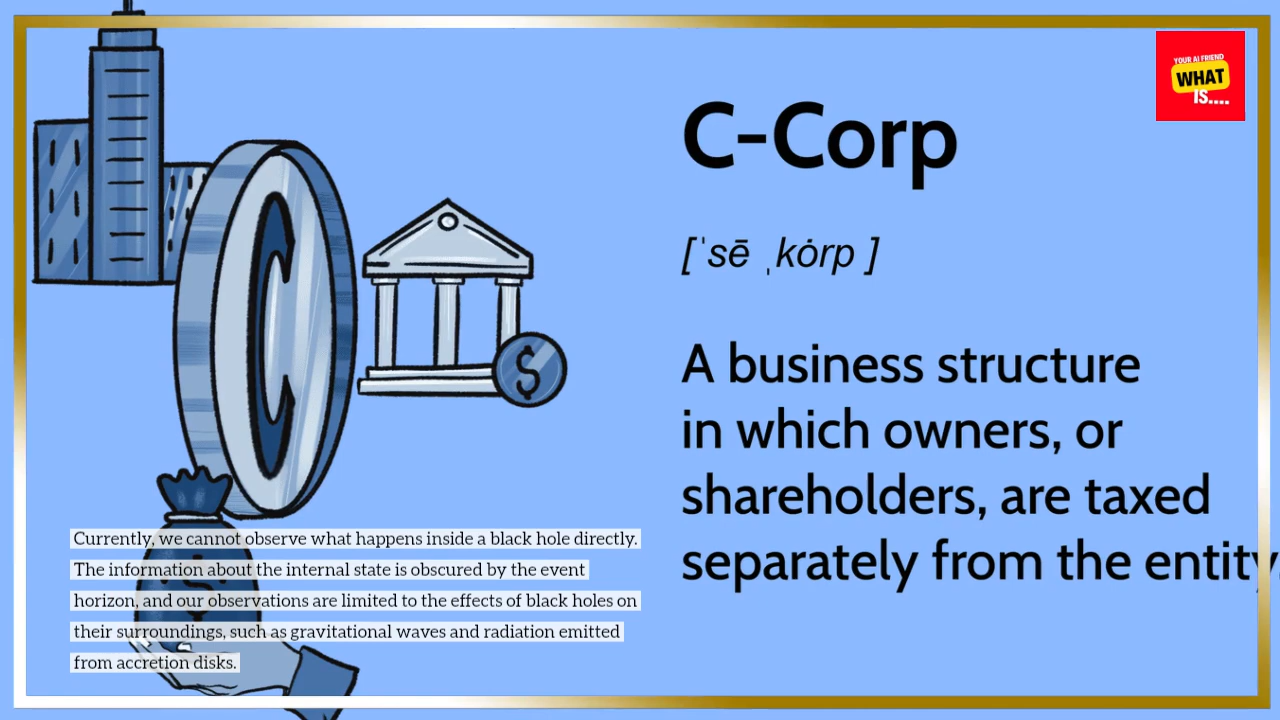 YOUR AI FRIEND
WHAT
IS....
C-Corp
[ˈsē ˌkȯrp ]
A business structure
in which owners, or
shareholders, are taxed
separately from the entity.
C
$
$
Currently, we cannot observe what happens inside a black hole directly.
The information about the internal state is obscured by the event
horizon, and our observations are limited to the effects of black holes on
their surroundings, such as gravitational waves and radiation emitted
from accretion disks.